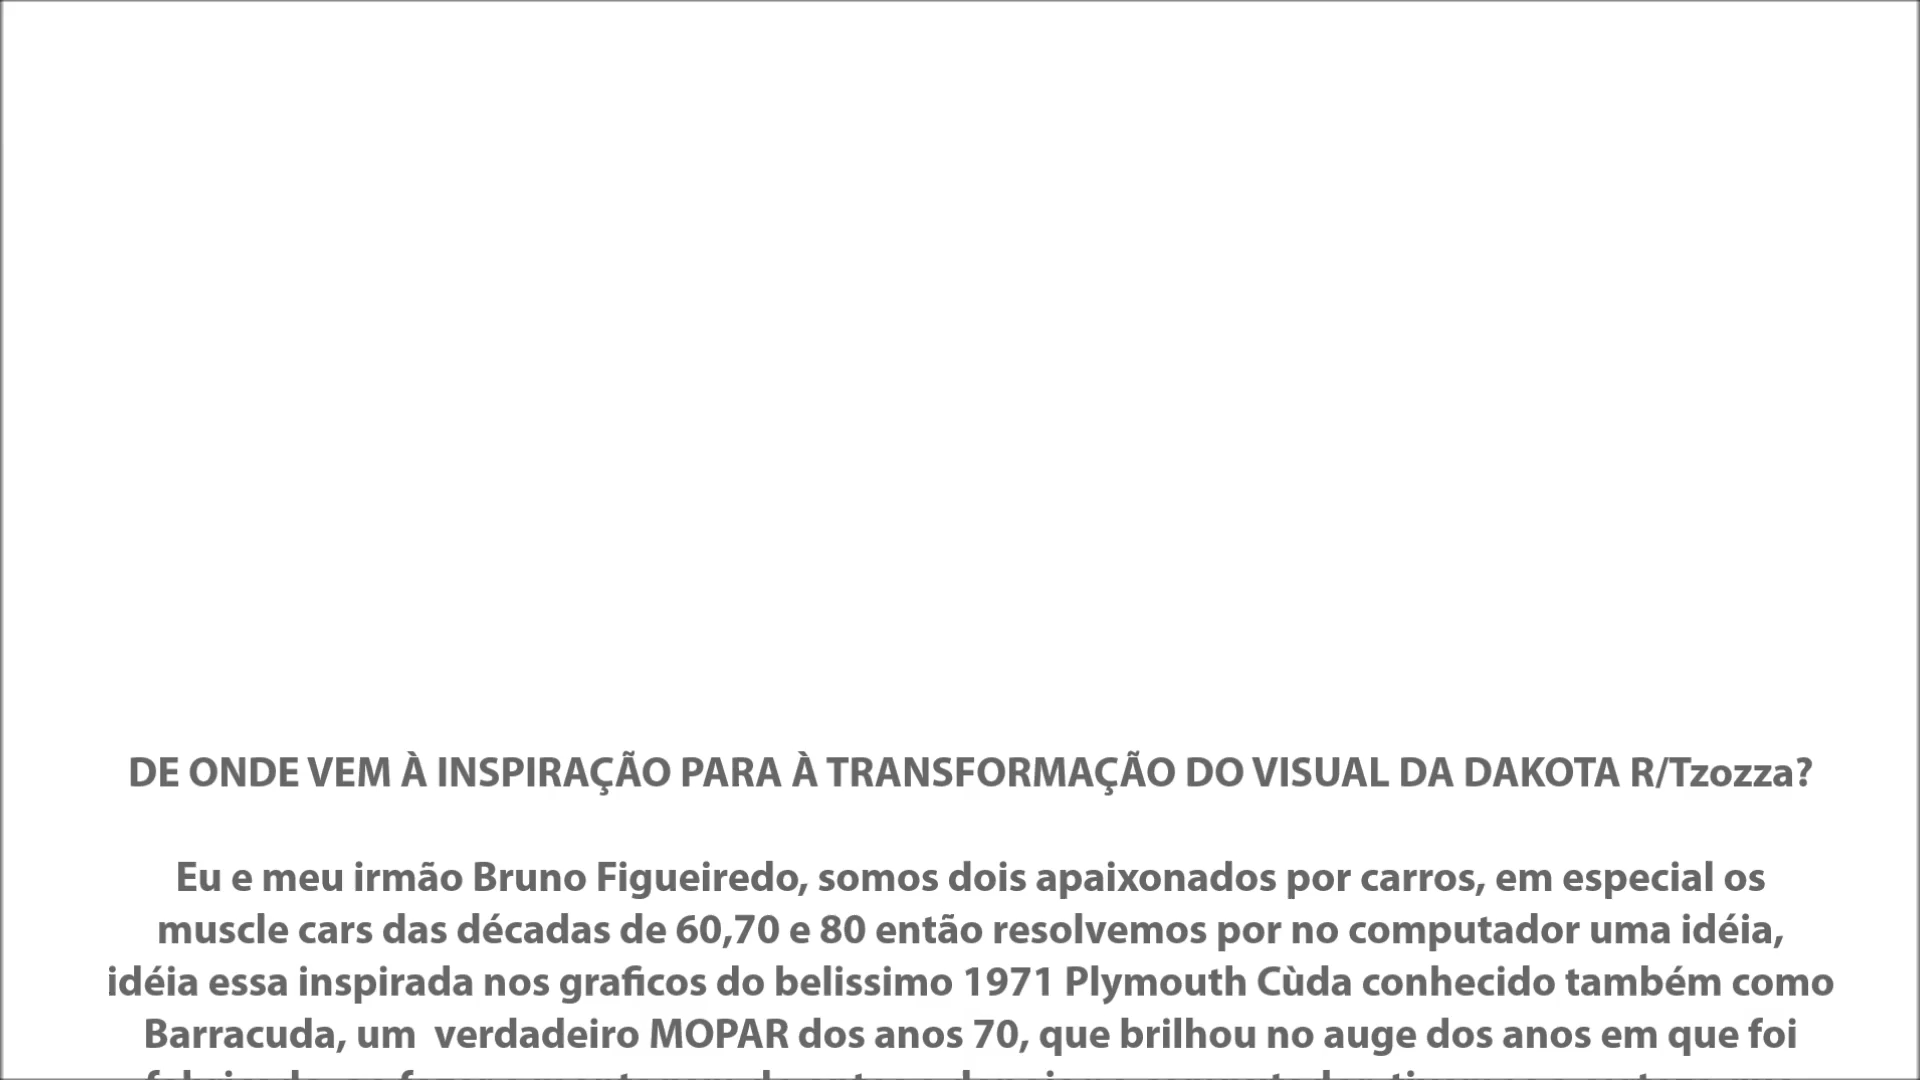 DE ONDE VEM À INSPIRAÇÃO PARA À TRANSFORMAÇÃO DO VISUAL DA DAKOTA R/Tzozza?
Eu e meu irmão Bruno Figueiredo, somos dois apaixonados por carros, em especial os
muscle cars das décadas de 60,70 e 80 então resolvemos por no computador uma idéia,
idéia essa inspirada nos graficos do belissimo 1971 Plymouth Cùda conhecido também como
Barracuda, um  verdadeiro MOPAR dos anos 70, que brilhou no auge dos anos em que foi